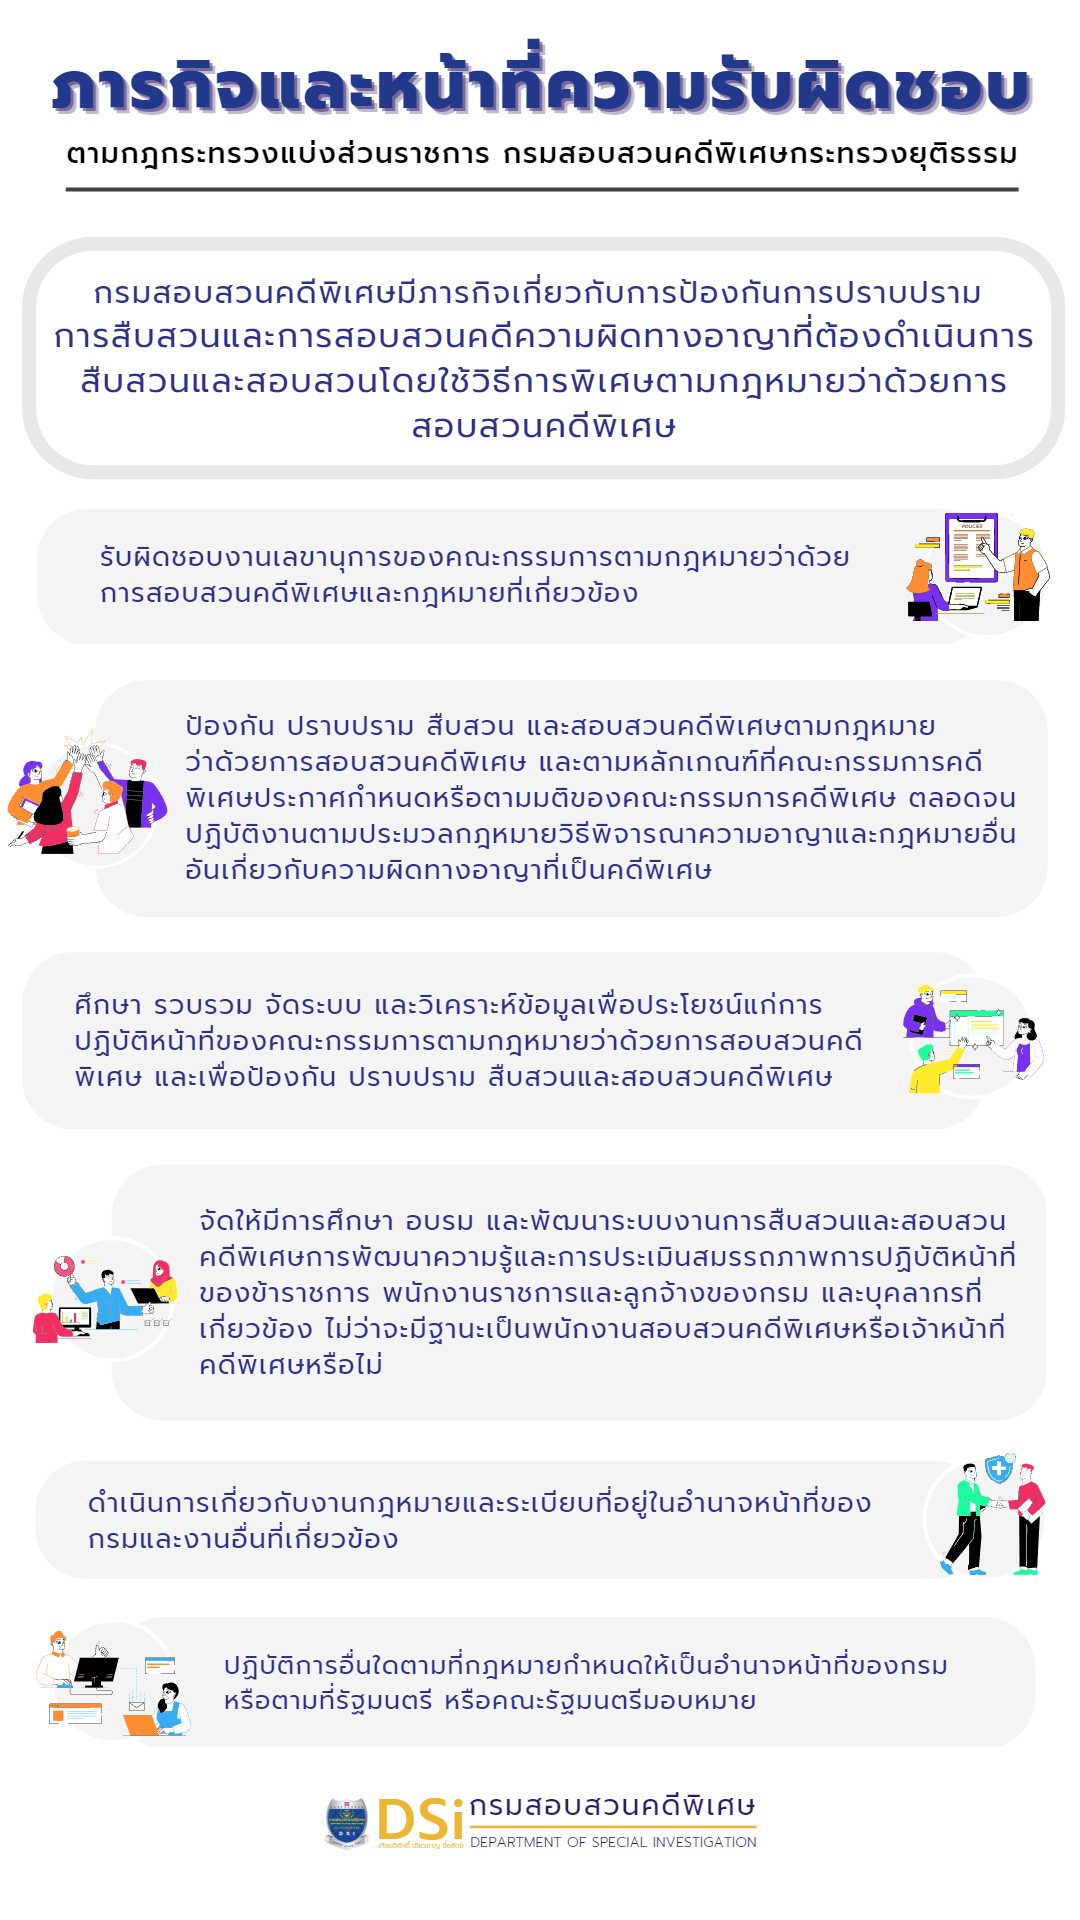 ภารกิจและหน้าที่ความรับผิดชอบ
ตามกฎกระทรวงแบ่งส่วนราชการ กรมสอบสวนคดีพิเศษกระทรวงยุติธรรม
กรมสอบสวนคดีพิเศษมีภารกิจเกี่ยวกับการป้องกันการปราบปราม
การสืบสวนและการสอบสวนคดีความผิดทางอาญาที่ต้องดำเนินการ
สืบสวนและสอบสวนโดยใช้วิธีการพิเศษตามกฎหมายว่าด้วยการ
สอบสวนคดีพิเศษ
รับผิดชอบงานเลขานุการของคณะกรรมการตามกฎหมายว่าด้วย
การสอบสวนคดีพิเศษและกฎหมายที่เกี่ยวข้อง
POLICIES
ป้องกัน ปราบปราม สืบสวน และสอบสวนคดีพิเศษตามกฎหมาย
ว่าด้วยการสอบสวนคดีพิเศษ และตามหลักเกณฑ์ที่คณะกรรมการคดี
พิเศษประกาศกำหนดหรือตามมติของคณะกรรมการคดีพิเศษ ตลอดจน
ปฏิบัติงานตามประมวลกฎหมายวิธีพิจารณาความอาญาและกฎหมายอื่น
อันเกี่ยวกับความผิดทางอาญาที่เป็นคดีพิเศษ
ศึกษา รวบรวม จัดระบบ และวิเคราะห์ข้อมูลเพื่อประโยชน์แก่การ
ปฏิบัติหน้าที่ของคณะกรรมการตามกฎหมายว่าด้วยการสอบสวนคดี
พิเศษ และเพื่อป้องกัน ปราบปราม สืบสวนและสอบสวนคดีพิเศษ
จัดให้มีการศึกษา อบรม และพัฒนาระบบงานการสืบสวนและสอบสวน
คดีพิเศษการพัฒนาความรู้และการประเมินสมรรถภาพการปฏิบัติหน้าที่
ของข้าราชการ พนักงานราชการและลูกจ้างของกรม และบุคลากรที่
เกี่ยวข้อง ไม่ว่าจะมีฐานะเป็นพนักงานสอบสวนคดีพิเศษหรือเจ้าหน้าที่
คดีพิเศษหรือไม่
ดำเนินการเกี่ยวกับงานกฎหมายและระเบียบที่อยู่ในอำนาจหน้าที่ของ
กรมและงานอื่นที่เกี่ยวข้อง
ปฏิบัติการอื่นใดตามที่กฎหมายกำหนดให้เป็นอำนาจหน้าที่ของกรม
หรือตามที่รัฐมนตรี หรือคณะรัฐมนตรีมอบหมาย
DSi กรมสอบสวนคดีพิเศษ
เกียรติศักดิ์ เชี่ยวชาญ ซื่อสัตย์ DEPARTMENT OF SPECIAL INVESTIGATION